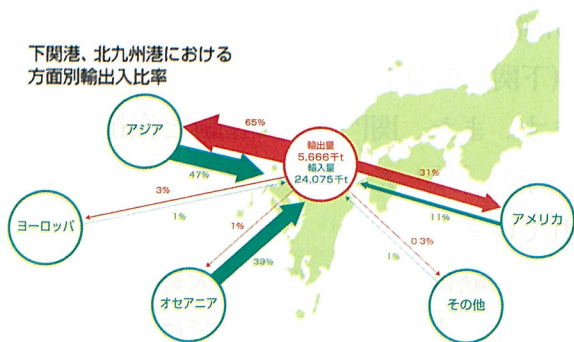 下関港、北九州港における
方面別輸出入比率
アジア
65%
47%
輸出量
5,666千t
輸入量
24,075千t
31%
11%
アメリカ
ヨーロッパ
3%
1%
1%
39%
オセアニア
0.3%
1%
その他